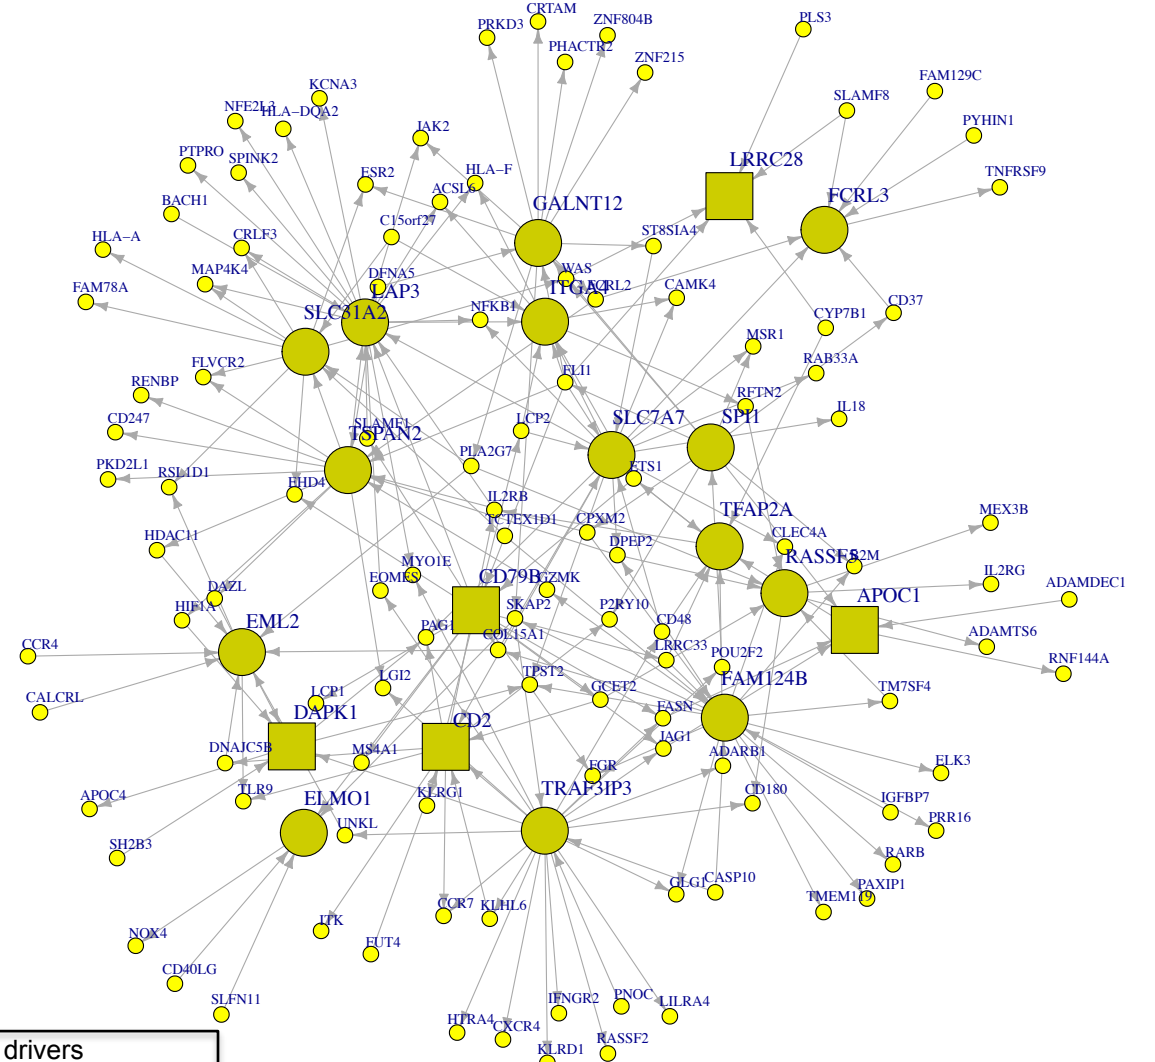 CRTAM
PRKD3
ZNF804B
PLS3
PHACTR2
ZNF215
FAM129C
KCNA3
SLAMF8
NFE2L3
HLA-DQA2
PYHIN1
JAK2
PTPRO
SPINK2
LRRC28
HLA-F
ESR2
TNFRSF9
ACSL6
FCRL3
BACH1
GALNT12
C15orf27
CRLF3
ST8SIA4
HLA-A
MAP4K4
WAS
DFNA5
FAM78A
LAP3
ITGA4
FCRL2
CAMK4
CD37
SLC31A2
NFKB1
CYP7B1
MSR1
FLVCR2
RAB33A
RENBP
FLI1
RFTN2
CD247
SLAMF1
LCP2
SLC7A7
SPI1
IL18
TSPAN2
PLA2G7
PKD2L1
RSL1D1
ETS1
EHD4
IL2RB
TFAP2A
MEX3B
TCTEX1D1
CPXM2
HDAC11
DPEP2
CLEC4A
RASSF5
B2M
MYO1E
EOMES
CD79B
GZMK
IL2RG
ADAMDEC1
DAZL
APOC1
HIF1A
SKAP2
P2RY10
EML2
PAG1
COL15A1
CD48
ADAMTS6
CCR4
LRRC33
POU2F2
RNF144A
LGI2
TPST2
FAM124B
CALCRL
LCP1
GCET2
TM7SF4
DAPK1
CD2
FASN
DNAJC5B
MS4A1
JAG1
ADARB1
ELK3
APOC4
TLR9
ELMO1
KLRG1
FGR
TRAF3IP3
CD180
IGFBP7
PRR16
UNKL
SH2B3
RARB
GLG1
CASP10
PAXIP1
TMEM119
CCR7
KLHL6
NOX4
ITK
FUT4
CD40LG
SLFN11
HTRA4
CXCR4
IFNGR2
PNOC
LILRA4
KLRD1
RASSF2
drivers